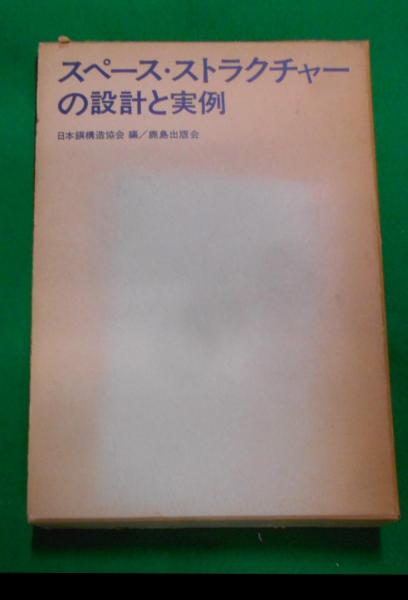 スペース・ストラクチャー
の設計と実例
日本鋼構造協会 編／鹿島出版会